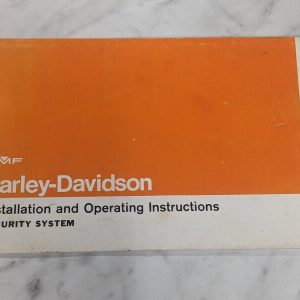 MF
arley-Davidson
stallation and Operating Instructions
URITY SYSTEM